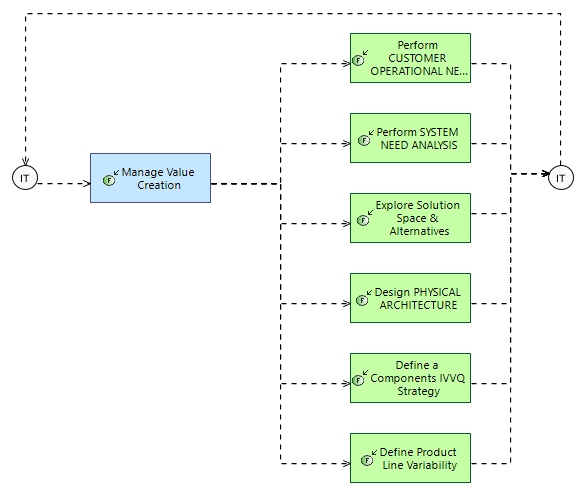 Perform
CUSTOMER
F
OPERATIONAL NE...
Perform SYSTEM
F
NEED ANALYSIS
IT
Manage Value
F
Creation
IT
Explore Solution
F
Space &
Alternatives
Design PHYSICAL
F
ARCHITECTURE
Define a
F
Components IVVQ
Strategy
Define Product
F
Line Variability